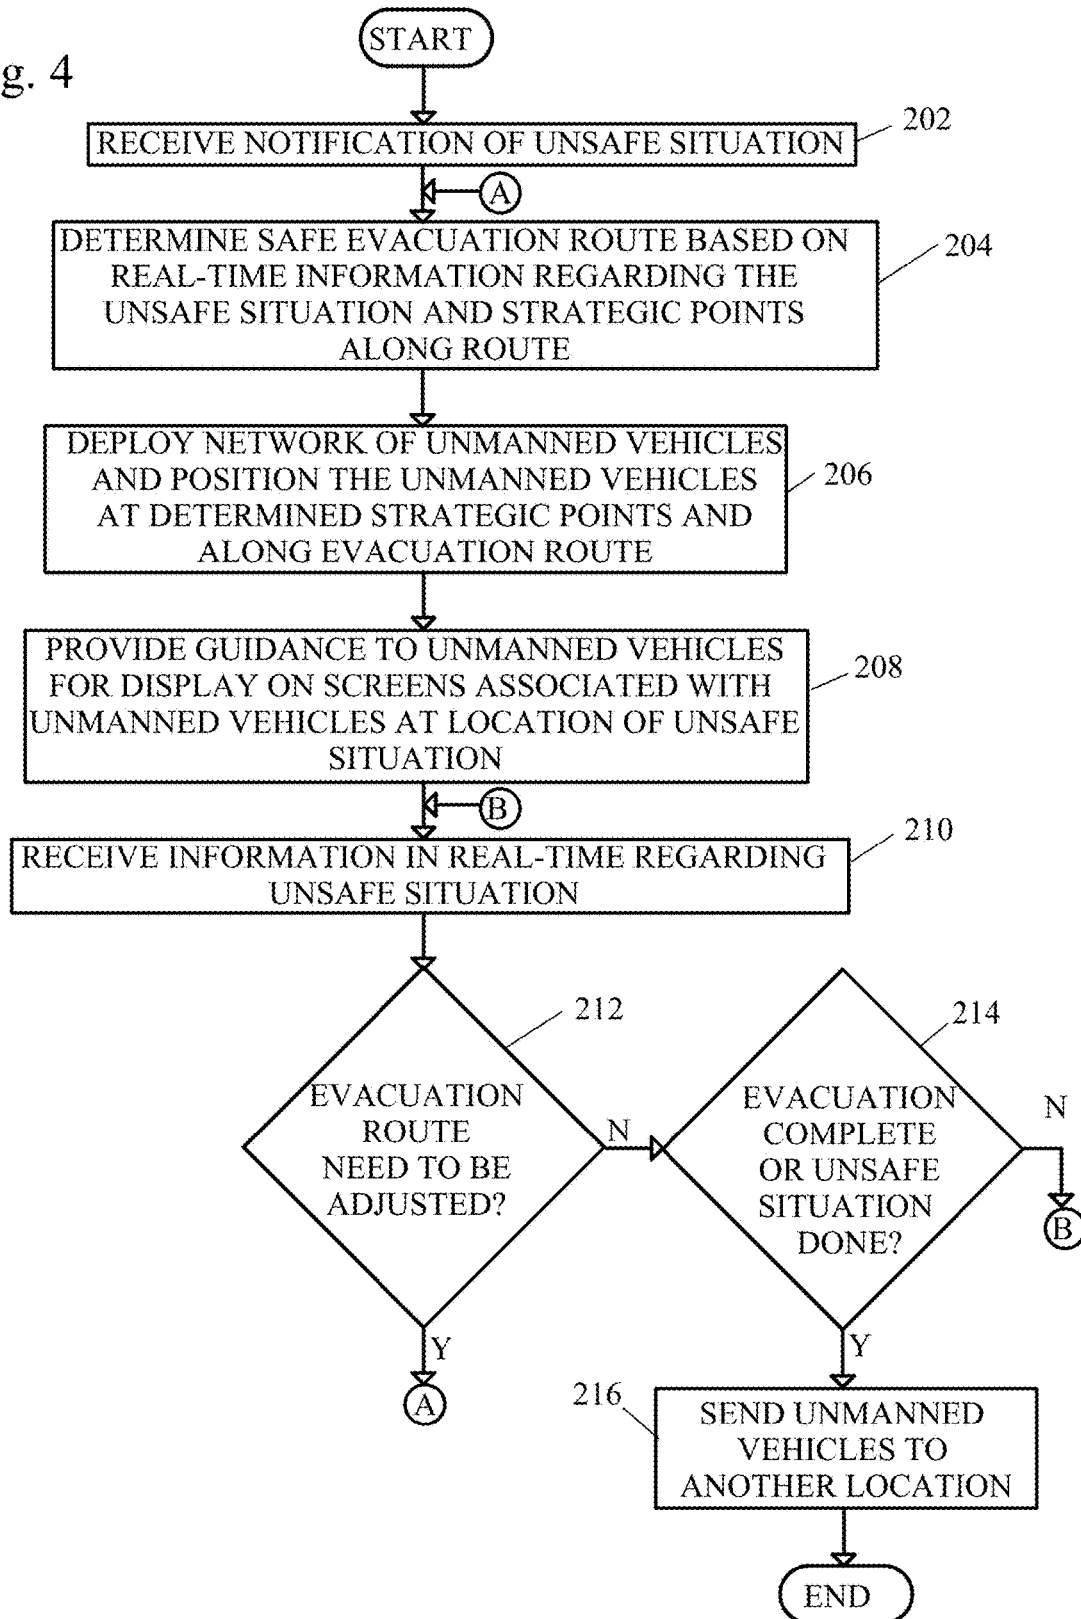 g. 4
START
RECEIVE NOTIFICATION OF UNSAFE SITUATION
202
A
DETERMINE SAFE EVACUATION ROUTE BASED ON
REAL-TIME INFORMATION REGARDING THE
UNSAFE SITUATION AND STRATEGIC POINTS
ALONG ROUTE
204
DEPLOY NETWORK OF UNMANNED VEHICLES
AND POSITION THE UNMANNED VEHICLES
AT DETERMINED STRATEGIC POINTS AND
ALONG EVACUATION ROUTE
206
PROVIDE GUIDANCE TO UNMANNED VEHICLES
FOR DISPLAY ON SCREENS ASSOCIATED WITH
UNMANNED VEHICLES AT LOCATION OF UNSAFE
SITUATION
208
B
RECEIVE INFORMATION IN REAL-TIME REGARDING
UNSAFE SITUATION
210
EVACUATION
ROUTE
NEED TO BE
ADJUSTED?
212
N
Y
A
EVACUATION
COMPLETE
OR UNSAFE
SITUATION
DONE?
214
N
B
Y
SEND UNMANNED
VEHICLES TO
ANOTHER LOCATION
216
END